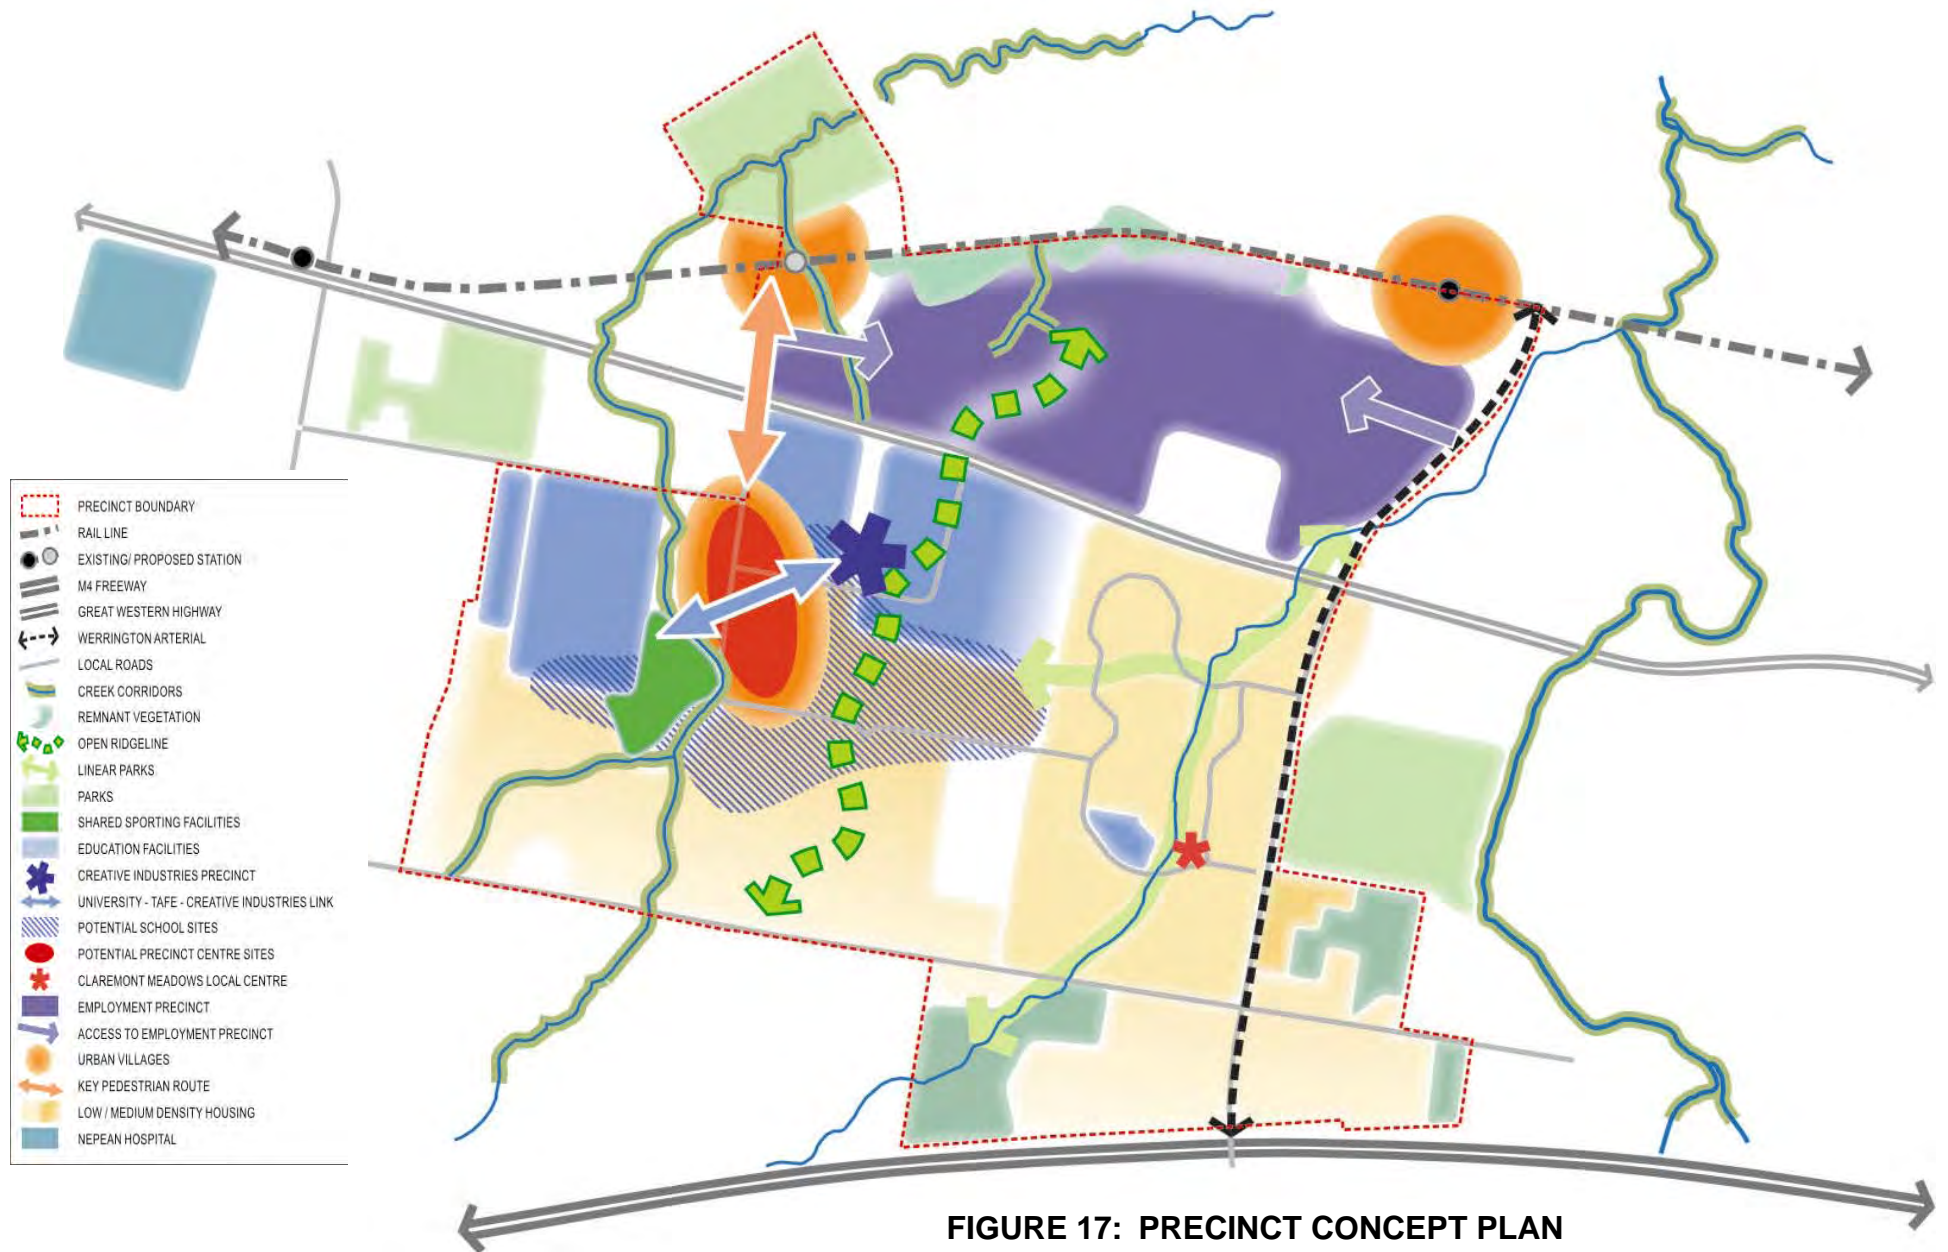 PRECINCT BOUNDARY
RAIL LINE
EXISTING/ PROPOSED STATION
M4 FREEWAY
GREAT WESTERN HIGHWAY
WERRINGTON ARTERIAL
LOCAL ROADS
CREEK CORRIDORS
REMNANT VEGETATION
OPEN RIDGELINE
LINEAR PARKS
PARKS
SHARED SPORTING FACILITIES
EDUCATION FACILITIES
CREATIVE INDUSTRIES PRECINCT
UNIVERSITY - TAFE - CREATIVE INDUSTRIES LINK
POTENTIAL SCHOOL SITES
POTENTIAL PRECINCT CENTRE SITES
CLAREMONT MEADOWS LOCAL CENTRE
EMPLOYMENT PRECINCT
ACCESS TO EMPLOYMENT PRECINCT
URBAN VILLAGES
KEY PEDESTRIAN ROUTE
LOW / MEDIUM DENSITY HOUSING
NEPEAN HOSPITAL
FIGURE 17: PRECINCT CONCEPT PLAN